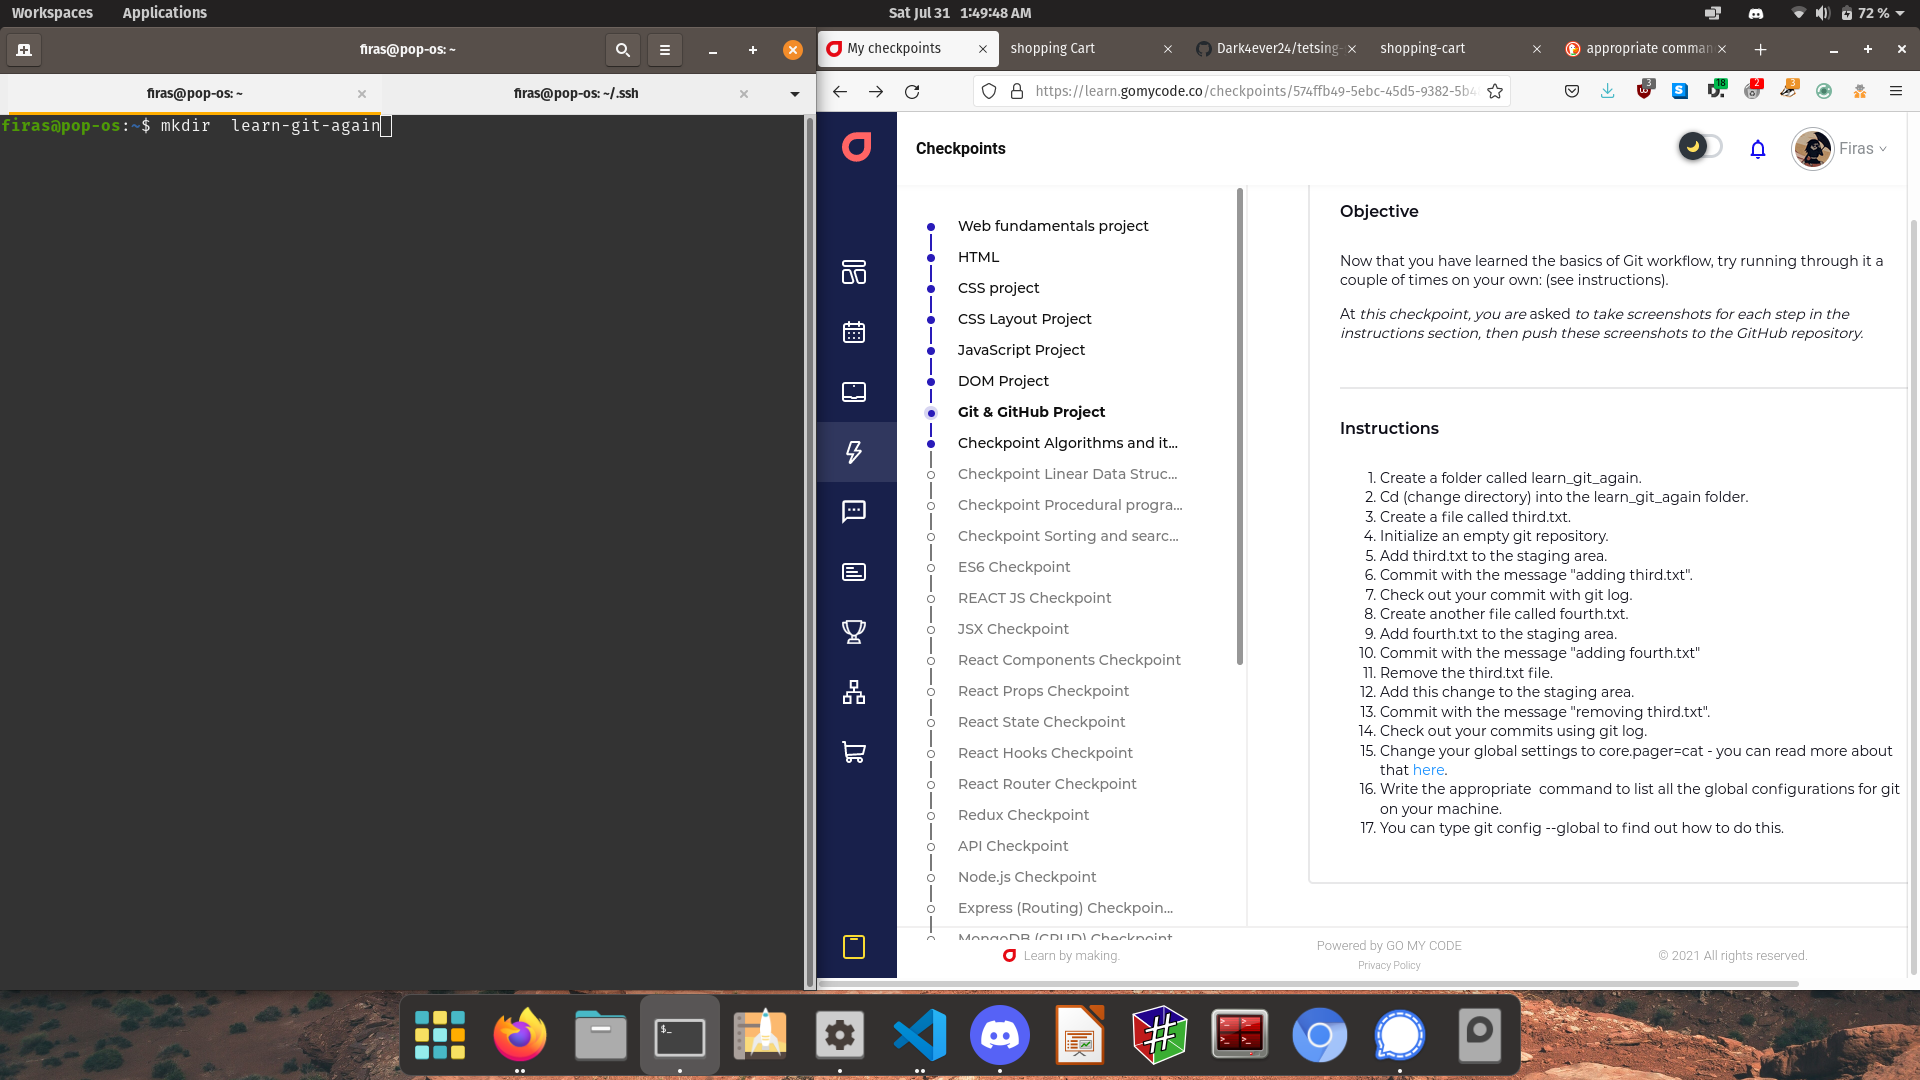 Workspaces Applications Sat Jul 31 1:49:48 AM 72 %
firas@pop-os: ~
firas@pop-os: ~ firas@pop-os: ~/.ssh
firas@pop-os:~$ mkdir  learn-git-again
My checkpoints shopping Cart Dark4ever24/tetsing- shopping-cart appropriate comman
https://learn.gomycode.co/checkpoints/574ffb49-5ebc-45d5-9382-5b4
3 18 2 3
Checkpoints
Firas
Web fundamentals project
HTML
CSS project
CSS Layout Project
JavaScript Project
DOM Project
Git & GitHub Project
Checkpoint Algorithms and it...
Checkpoint Linear Data Struc...
Checkpoint Procedural progra...
Checkpoint Sorting and searc...
ES6 Checkpoint
REACT JS Checkpoint
JSX Checkpoint
React Components Checkpoint
React Props Checkpoint
React State Checkpoint
React Hooks Checkpoint
React Router Checkpoint
Redux Checkpoint
API Checkpoint
Node.js Checkpoint
Express (Routing) Checkpoin...
MongoDB (CRUD) Checkpoint
Objective
Now that you have learned the basics of Git workflow, try running through it a
couple of times on your own: (see instructions).
At this checkpoint, you are asked to take screenshots for each step in the
instructions section, then push these screenshots to the GitHub repository.
Instructions
1. Create a folder called learn_git_again.
2. Cd (change directory) into the learn_git_again folder.
3. Create a file called third.txt.
4. Initialize an empty git repository.
5. Add third.txt to the staging area.
6. Commit with the message "adding third.txt".
7. Check out your commit with git log.
8. Create another file called fourth.txt.
9. Add fourth.txt to the staging area.
10. Commit with the message "adding fourth.txt"
11. Remove the third.txt file.
12. Add this change to the staging area.
13. Commit with the message "removing third.txt".
14. Check out your commits using git log.
15. Change your global settings to core.pager=cat - you can read more about
that here.
16. Write the appropriate  command to list all the global configurations for git
on your machine.
17. You can type git config --global to find out how to do this.
Learn by making.
Powered by GO MY CODE
Privacy Policy
© 2021 All rights reserved.